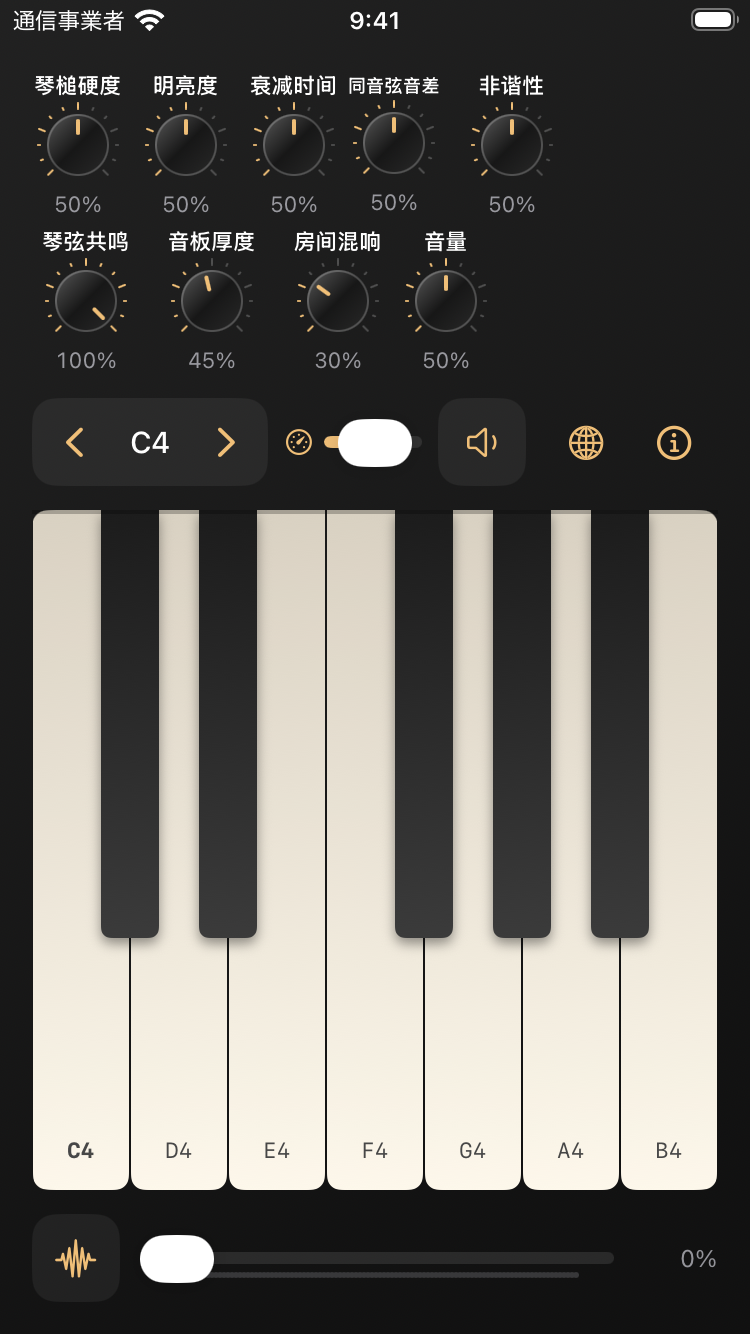 通信事業者 9:41
琴槌硬度 明亮度 衰减时间 同音弦音差 非谐性
50% 50% 50% 50% 50%
琴弦共鸣 音板厚度 房间混响 音量
100% 45% 30% 50%
C4
C4 D4 E4 F4 G4 A4 B4
0%